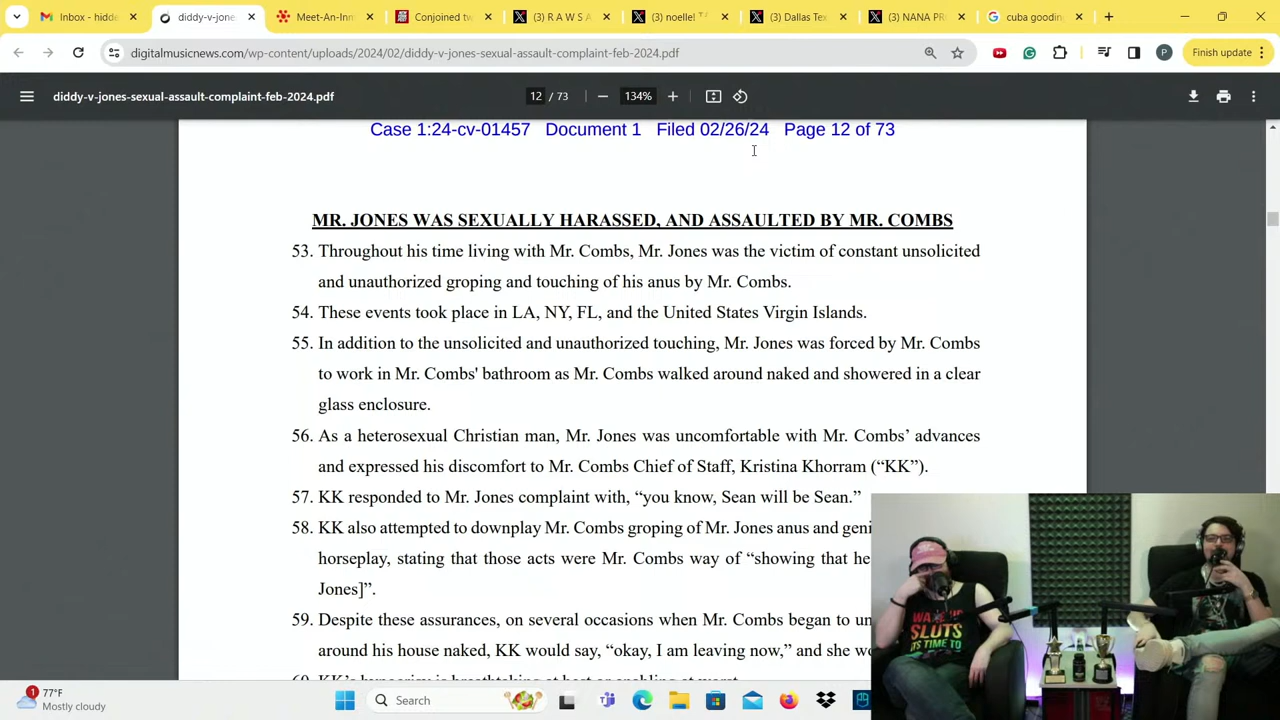 Inbox - hidde
diddy-v-jone
Meet-An-Inn
Conjoined tw
(3) R A W S A
(3) noelle!
(3) Dallas Tex
(3) NANA PR
cuba gooding
digitalmusicnews.com/wp-content/uploads/2024/02/diddy-v-jones-sexual-assault-complaint-feb-2024.pdf
P
Finish update
diddy-v-jones-sexual-assault-complaint-feb-2024.pdf
12 / 73
134%
Case 1:24-cv-01457 Document 1 Filed 02/26/24 Page 12 of 73
MR. JONES WAS SEXUALLY HARASSED, AND ASSAULTED BY MR. COMBS
53. Throughout his time living with Mr. Combs, Mr. Jones was the victim of constant unsolicited
and unauthorized groping and touching of his anus by Mr. Combs.
54. These events took place in LA, NY, FL, and the United States Virgin Islands.
55. In addition to the unsolicited and unauthorized touching, Mr. Jones was forced by Mr. Combs
to work in Mr. Combs' bathroom as Mr. Combs walked around naked and showered in a clear
glass enclosure.
56. As a heterosexual Christian man, Mr. Jones was uncomfortable with Mr. Combs’ advances
and expressed his discomfort to Mr. Combs Chief of Staff, Kristina Khorram (“KK”).
57. KK responded to Mr. Jones complaint with, “you know, Sean will be Sean.”
58. KK also attempted to downplay Mr. Combs groping of Mr. Jones anus and geni
horseplay, stating that those acts were Mr. Combs way of “showing that he
Jones]”.
59. Despite these assurances, on several occasions when Mr. Combs began to un
around his house naked, KK would say, “okay, I am leaving now,” and she wo
SLUTS
IT'S TIME TO
1
77°F
Mostly cloudy
Search